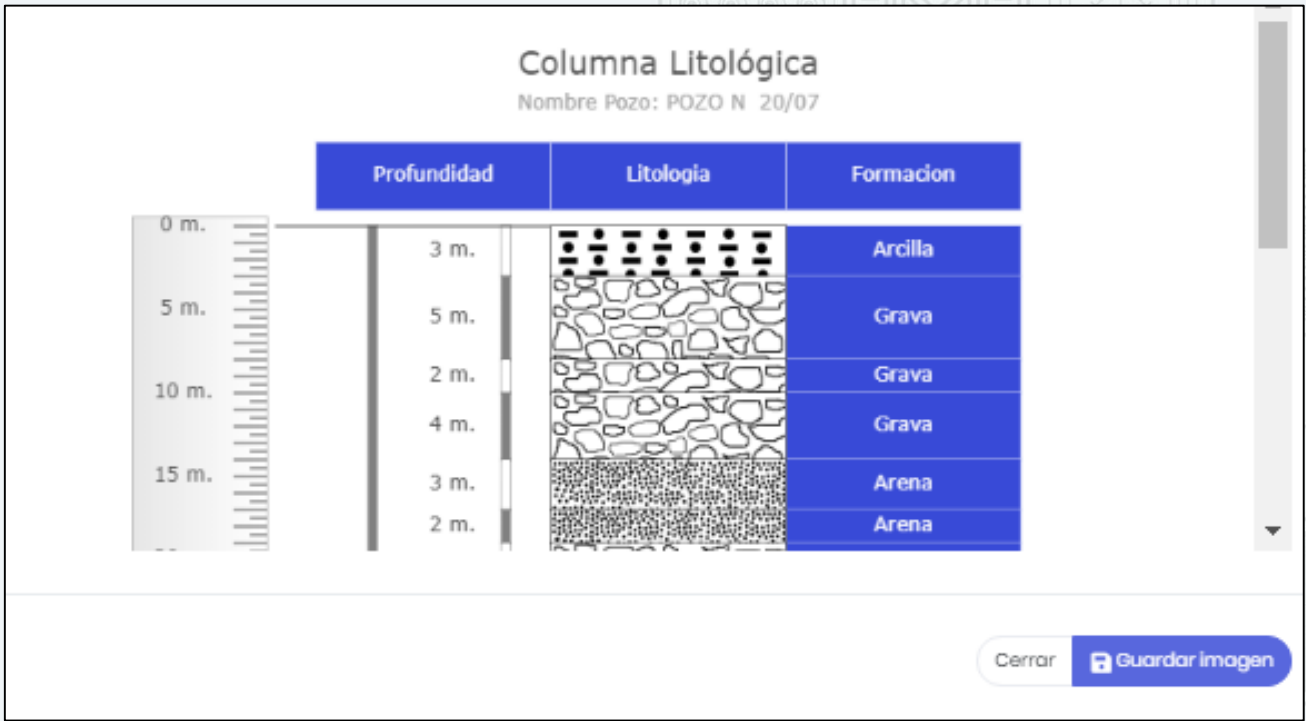 Columna Litológica
Nombre Pozo: POZO N 20/07
Profundidad Litologia Formacion
0 m.
3 m. Arcilla
5 m.
5 m. Grava
2 m. Grava
10 m.
4 m. Grava
15 m.
3 m. Arena
2 m. Arena
Cerrar Guardar imagen